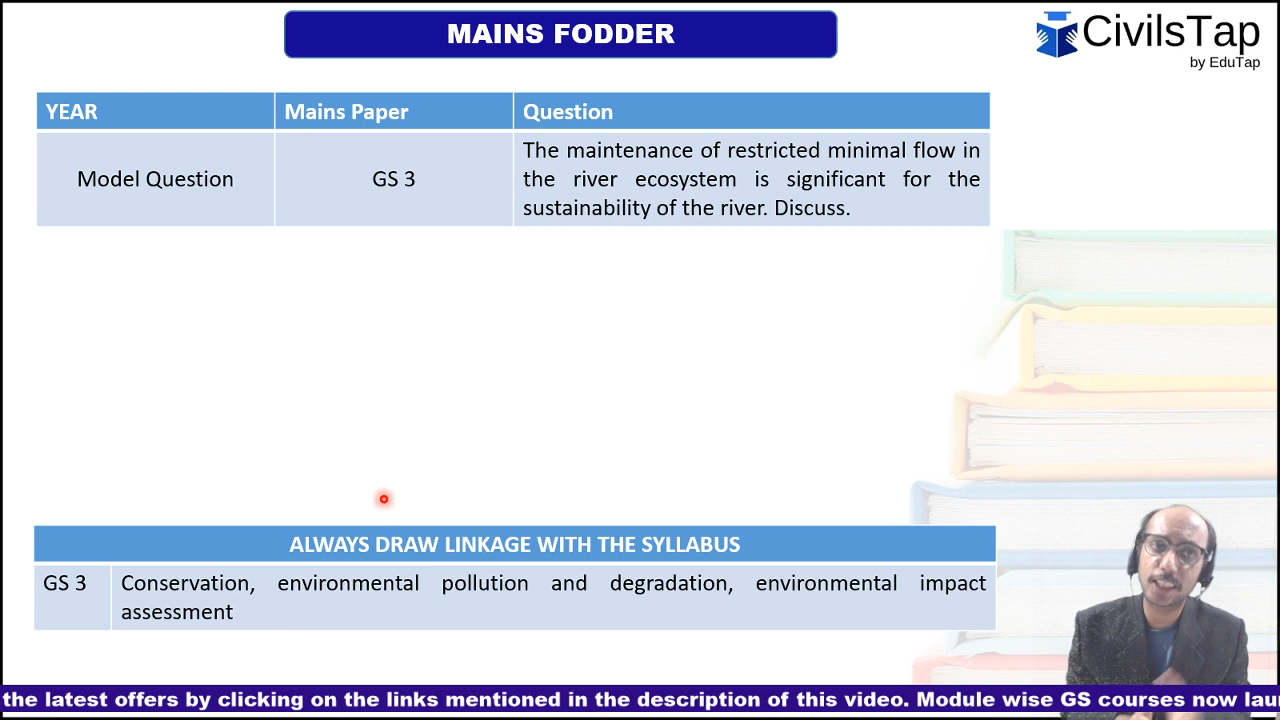 MAINS FODDER
CivilsTap
by EduTap
YEAR
Mains Paper
Question
Model Question
GS 3
The maintenance of restricted minimal flow in
the river ecosystem is significant for the
sustainability of the river. Discuss.
ALWAYS DRAW LINKAGE WITH THE SYLLABUS
GS 3
Conservation, environmental pollution and degradation, environmental impact
assessment
the latest offers by clicking on the links mentioned in the description of this video. Module wise GS courses now